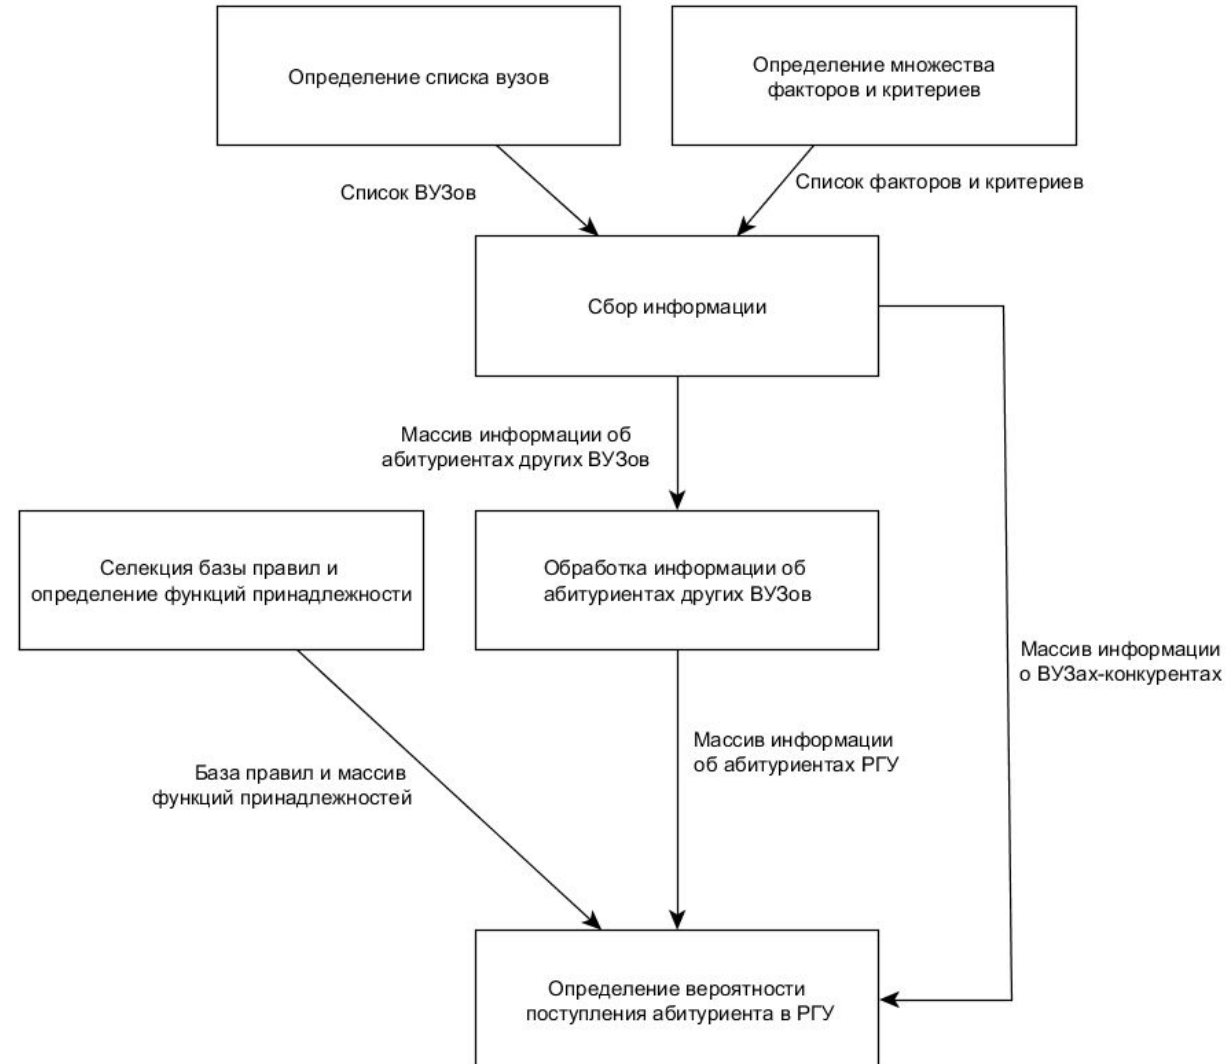 Определение списка вузов
Определение множества
факторов и критериев
Список ВУЗов
Список факторов и критериев
Сбор информации
Массив информации об
абитуриентах других ВУЗов
Селекция базы правил и
определение функций принадлежности
Обработка информации об
абитуриентах других ВУЗов
Массив информации
о ВУЗах-конкурентах
База правил и массив
функций принадлежностей
Массив информации
об абитуриентах РГУ
Определение вероятности
поступления абитуриента в РГУ